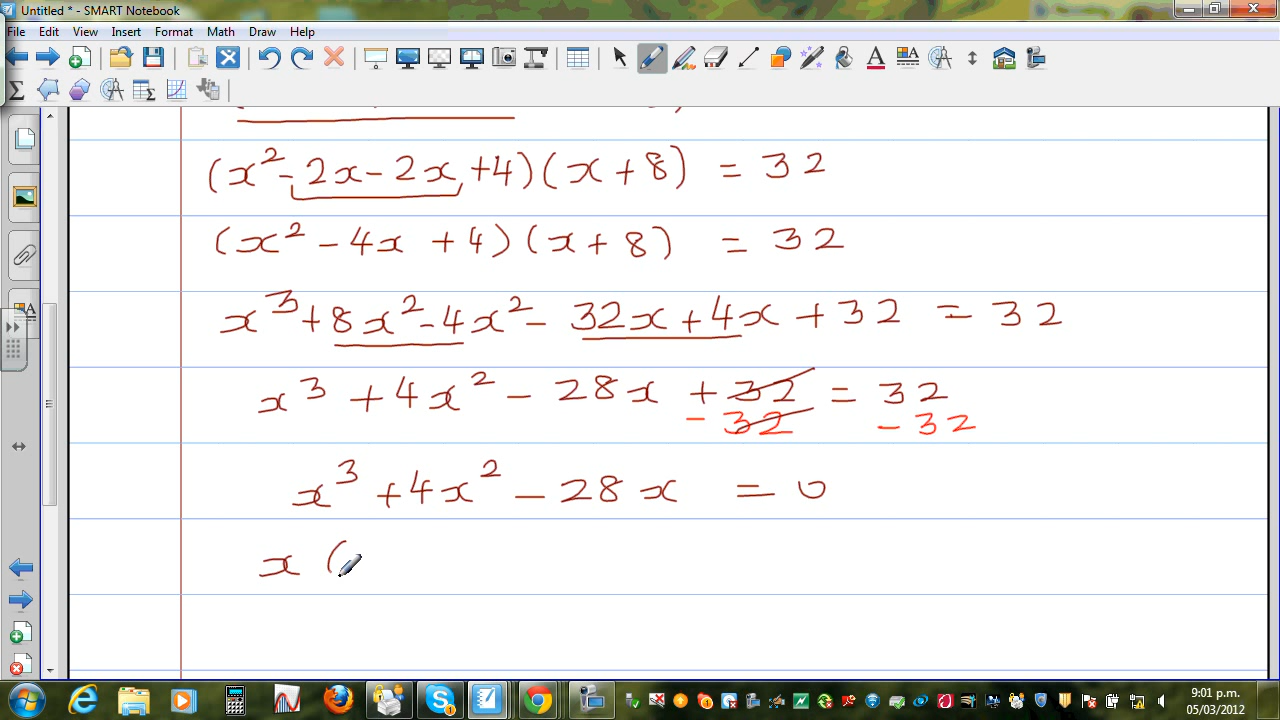 Untitled * - SMART Notebook
File Edit View Insert Format Math Draw Help
(x² - 2x - 2x + 4)(x + 8) = 32
(x² - 4x + 4)(x + 8) = 32
x³ + 8x² - 4x² - 32x + 4x + 32 = 32
x³ + 4x² - 28x + 32 = 32
- 32 - 32
x³ + 4x² - 28x = 0
x (
9:01 p.m.
05/03/2012